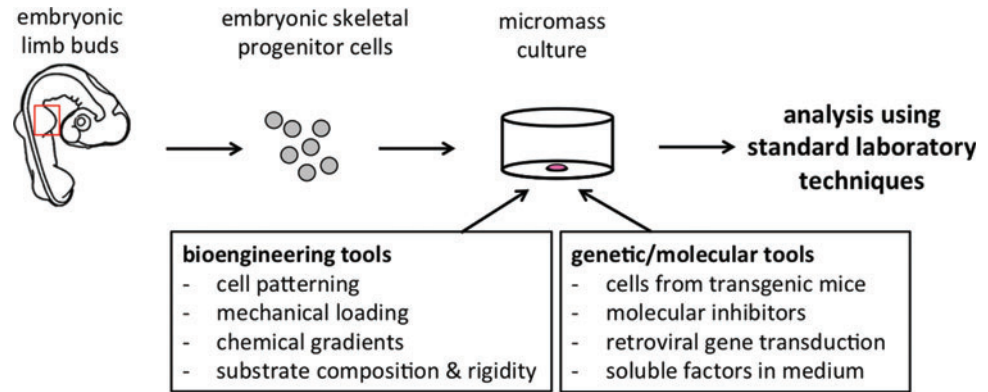 embryonic
limb buds
embryonic skeletal
progenitor cells
micromass
culture
analysis using
standard laboratory
techniques
bioengineering tools
- cell patterning
- mechanical loading
- chemical gradients
- substrate composition & rigidity
genetic/molecular tools
- cells from transgenic mice
- molecular inhibitors
- retroviral gene transduction
- soluble factors in medium